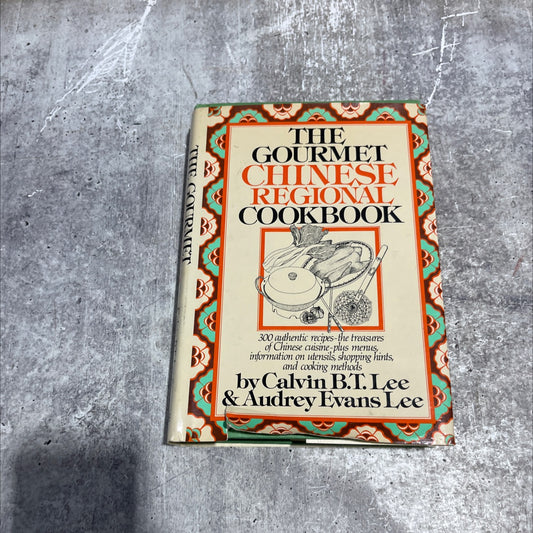 THE
GOURMET
CHINESE
REGIONAL
COOKBOOK
300 authentic recipes-the treasures
of Chinese cuisine-plus menus,
information on utensils, shopping hints,
and cooking methods
by Calvin B.T. Lee
& Audrey Evans Lee
THE GOURMET